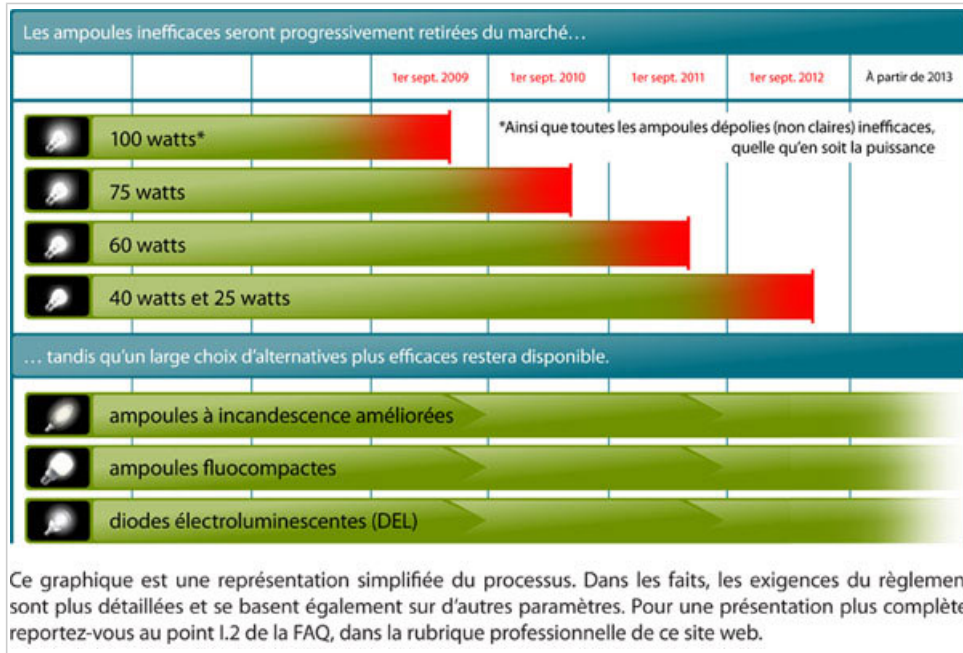 Les ampoules inefficaces seront progressivement retirées du marché…
1er sept. 2009 1er sept. 2010 1er sept. 2011 1er sept. 2012 À partir de 2013
100 watts*
*Ainsi que toutes les ampoules dépolies (non claires) inefficaces,
quelle qu'en soit la puissance
75 watts
60 watts
40 watts et 25 watts
… tandis qu'un large choix d'alternatives plus efficaces restera disponible.
ampoules à incandescence améliorées
ampoules fluocompactes
diodes électroluminescentes (DEL)
Ce graphique est une représentation simplifiée du processus. Dans les faits, les exigences du règlemen
sont plus détaillées et se basent également sur d'autres paramètres. Pour une présentation plus complète
reportez-vous au point I.2 de la FAQ, dans la rubrique professionnelle de ce site web.